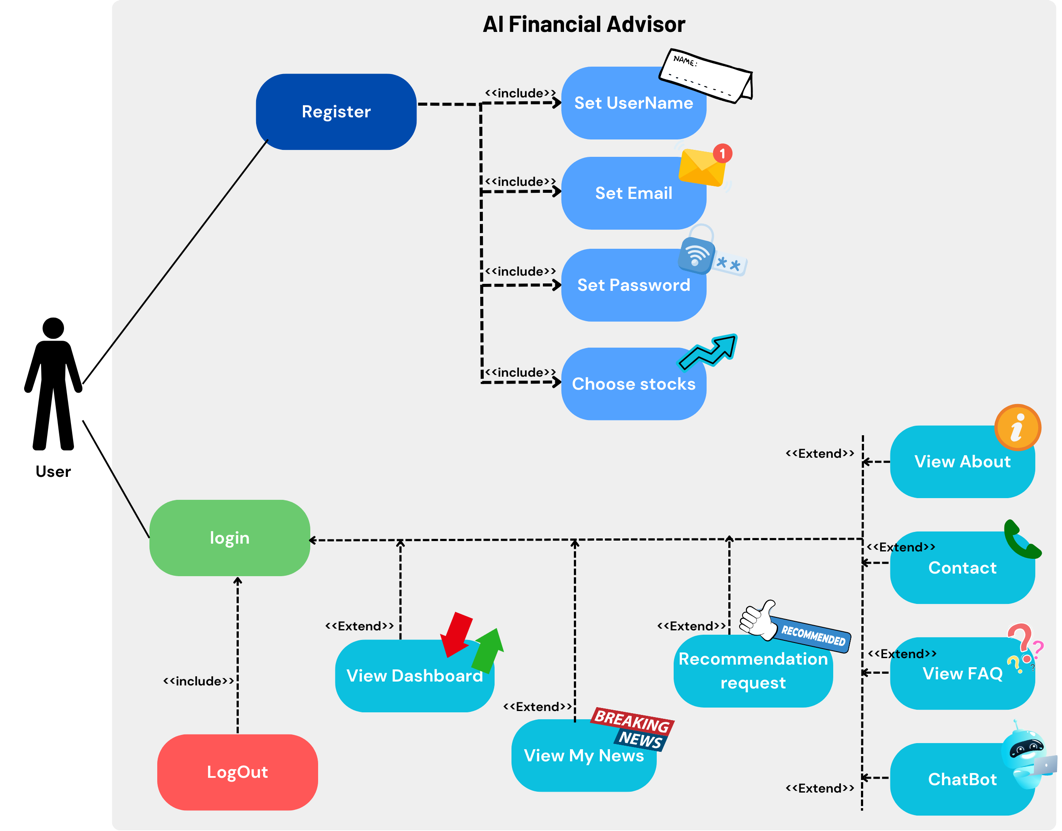 AI Financial Advisor
Register
<<include>>
Set UserName
NAME:
<<include>>
Set Email
1
<<include>>
Set Password
**
<<include>>
Choose stocks
User
<<Extend>>
View About
i
login
<<Extend>>
Contact
<<Extend>>
View Dashboard
<<Extend>>
Recommendation
request
RECOMMENDED
<<Extend>>
View FAQ
???
<<include>>
<<Extend>>
View My News
BREAKING
NEWS
LogOut
<<Extend>>
ChatBot